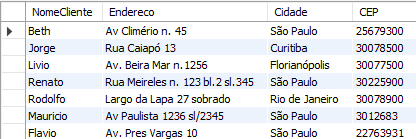 NomeCliente Endereco Cidade CEP
Beth Av Climério n. 45 São Paulo 25679300
Jorge Rua Caiapó 13 Curitiba 30078500
Livio Av. Beira Mar n.1256 Florianópolis 30077500
Renato Rua Meireles n. 123 bl.2 sl.345 São Paulo 30225900
Rodolfo Largo da Lapa 27 sobrado Rio de Janeiro 30078900
Mauricio Av Paulista 1236 sl/2345 São Paulo 3012683
Flavio Av. Pres Vargas 10 São Paulo 22763931